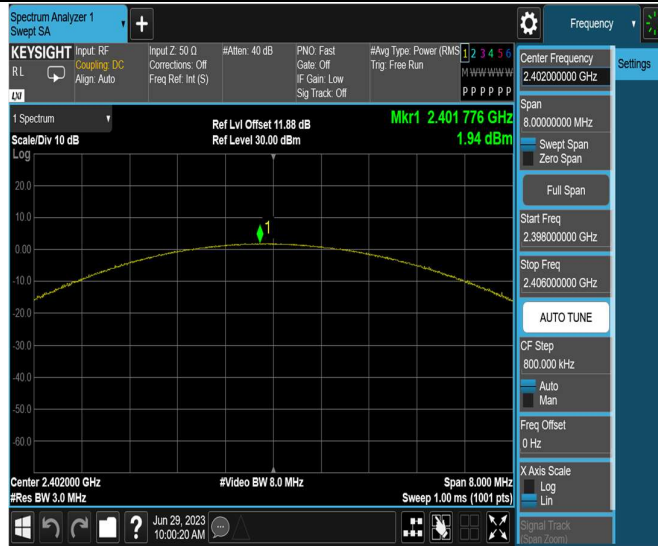 Spectrum Analyzer 1
Swept SA
+
Frequency
KEYSIGHT
R L
LXI
Input: RF
Coupling: DC
Align: Auto
Input Z: 50 Ω
Corrections: Off
Freq Ref: Int (S)
#Atten: 40 dB
PNO: Fast
Gate: Off
IF Gain: Low
Sig Track: Off
#Avg Type: Power (RMS
Trig: Free Run
1 2 3 4 5 6
M W W W W W
P P P P P P
1 Spectrum
Scale/Div 10 dB
Log
Ref Lvl Offset 11.88 dB
Ref Level 30.00 dBm
Mkr1 2.401 776 GHz
1.94 dBm
20.0
10.0
0.00
-10.0
-20.0
-30.0
-40.0
-50.0
-60.0
1
Center 2.402000 GHz
#Res BW 3.0 MHz
#Video BW 8.0 MHz
Span 8.000 MHz
Sweep 1.00 ms (1001 pts)
Jun 29, 2023
10:00:20 AM
?
Center Frequency
2.402000000 GHz
Span
8.00000000 MHz
Swept Span
Zero Span
Full Span
Start Freq
2.398000000 GHz
Stop Freq
2.406000000 GHz
AUTO TUNE
CF Step
800.000 kHz
Auto
Man
Freq Offset
0 Hz
X Axis Scale
Log
Lin
Signal Track
(Span Zoom)
Settings